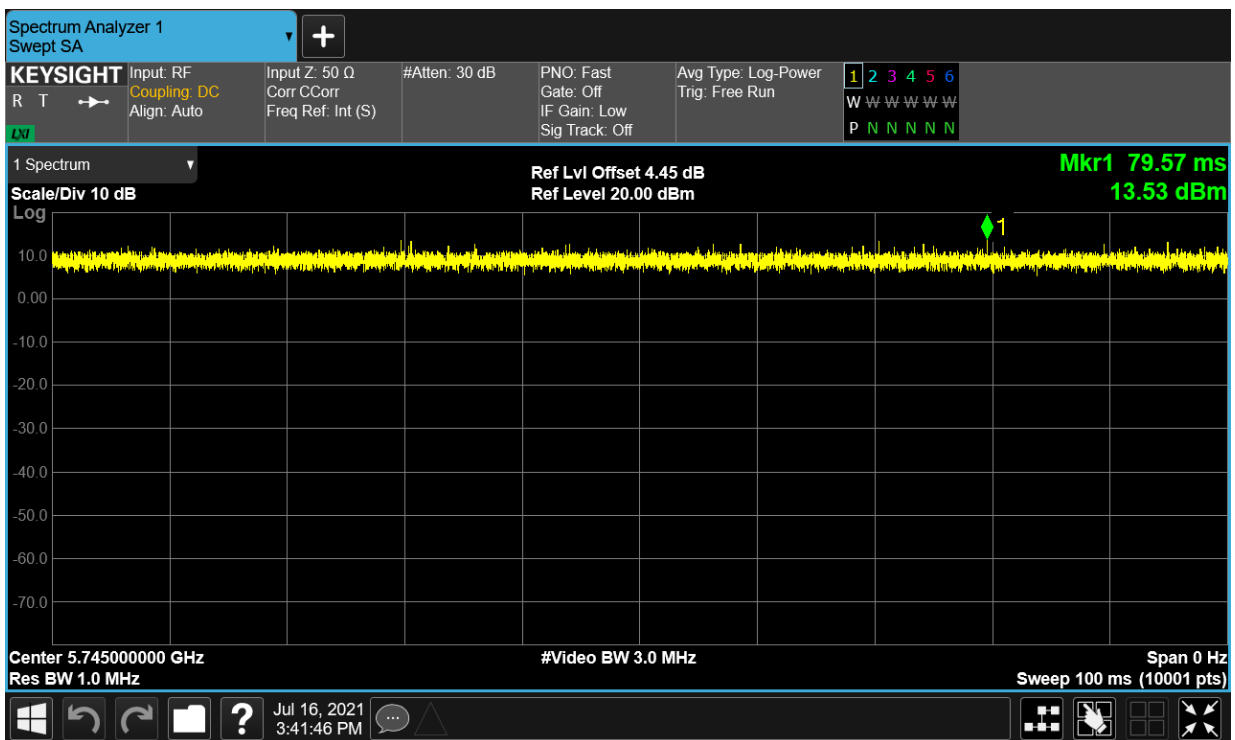 Spectrum Analyzer 1
Swept SA
KEYSIGHT
R T
LXI
Input: RF
Coupling: DC
Align: Auto
Input Z: 50 Ω
Corr CCorr
Freq Ref: Int (S)
#Atten: 30 dB
PNO: Fast
Gate: Off
IF Gain: Low
Sig Track: Off
Avg Type: Log-Power
Trig: Free Run
1 2 3 4 5 6
W W W W W W
P N N N N N
1 Spectrum
Scale/Div 10 dB
Log
Ref Lvl Offset 4.45 dB
Ref Level 20.00 dBm
Mkr1 79.57 ms
13.53 dBm
1
10.0
0.00
-10.0
-20.0
-30.0
-40.0
-50.0
-60.0
-70.0
Center 5.745000000 GHz
#Video BW 3.0 MHz
Span 0 Hz
Res BW 1.0 MHz
Sweep 100 ms (10001 pts)
?
Jul 16, 2021
3:41:46 PM